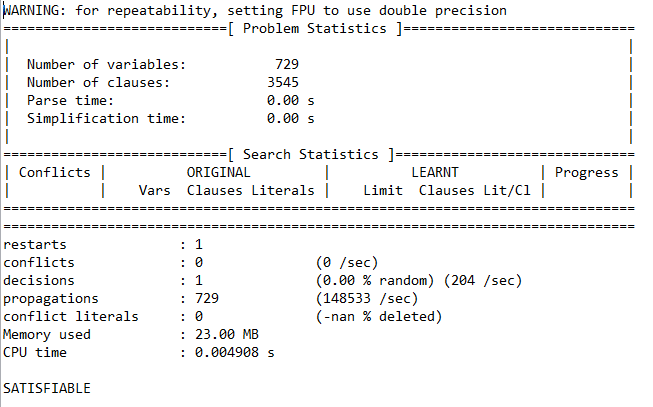 WARNING: for repeatability, setting FPU to use double precision
============================[ Problem Statistics ]=============================
|                                                                             |
|  Number of variables:           729                                         |
|  Number of clauses:            3545                                         |
|  Parse time:                   0.00 s                                       |
|  Simplification time:          0.00 s                                       |
|                                                                             |
============================[ Search Statistics ]==============================
| Conflicts |          ORIGINAL         |          LEARNT          | Progress |
|           |    Vars  Clauses Literals |    Limit  Clauses Lit/Cl |          |
===============================================================================
===============================================================================
restarts              : 1
conflicts             : 0              (0 /sec)
decisions             : 1              (0.00 % random) (204 /sec)
propagations          : 729            (148533 /sec)
conflict literals     : 0              (-nan % deleted)
Memory used           : 23.00 MB
CPU time              : 0.004908 s

SATISFIABLE